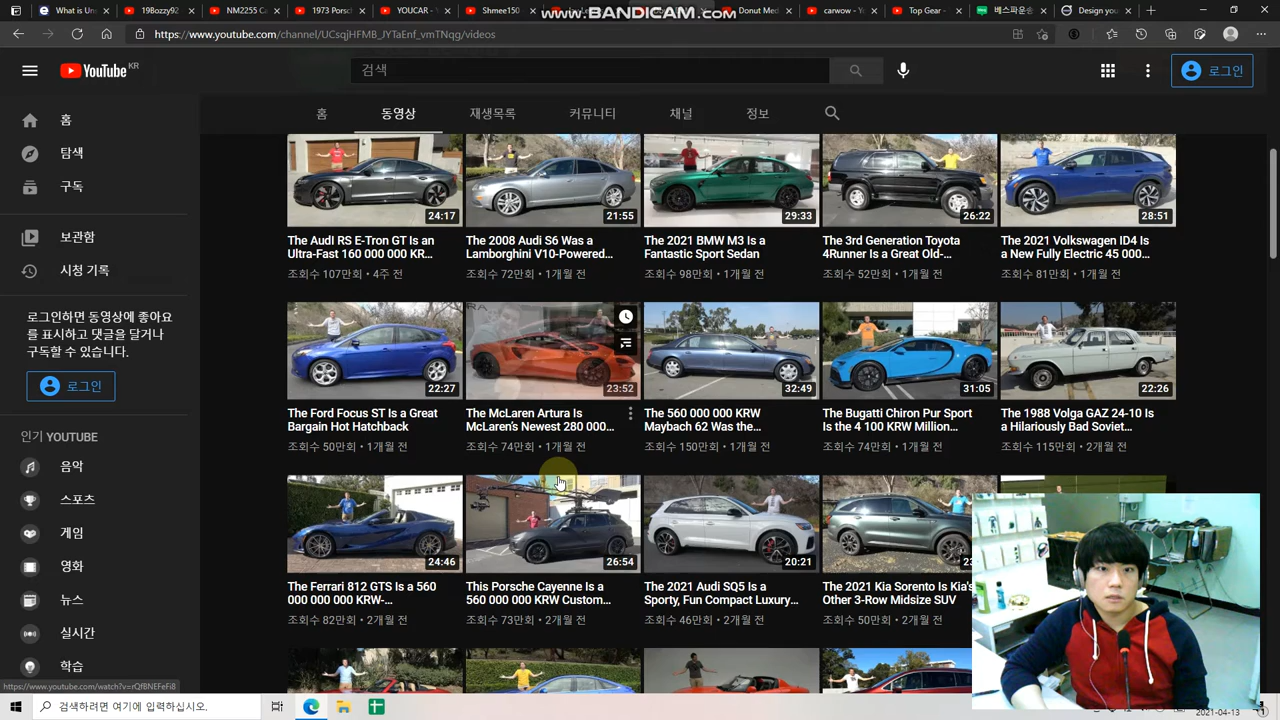 www.BANDICAM.com
What is Uns
19Bozzy92
NM2255 C
1973 Porsc
YOUCAR - Y
Shmee150
Donut Med
carwow - Yo
Top Gear -
베스파운손
Design you
https://www.youtube.com/channel/UCsqjHFMB_JYTaEnf_vmTNqg/videos
YouTube KR
검색
로그인
홈
동영상
재생목록
커뮤니티
채널
정보
홈
탐색
구독
보관함
시청 기록
로그인하면 동영상에 좋아요
를 표시하고 댓글을 달거나
구독할 수 있습니다.
로그인
인기 YOUTUBE
음악
스포츠
게임
영화
뉴스
실시간
학습
24:17
The AudI RS E-Tron GT Is an
Ultra-Fast 160 000 000 KR...
조회수 107만회 • 4주 전
21:55
The 2008 Audi S6 Was a
Lamborghini V10-Powered...
조회수 72만회 • 1개월 전
29:33
The 2021 BMW M3 Is a
Fantastic Sport Sedan
조회수 98만회 • 1개월 전
26:22
The 3rd Generation Toyota
4Runner Is a Great Old-...
조회수 52만회 • 1개월 전
28:51
The 2021 Volkswagen ID4 Is
a New Fully Electric 45 000...
조회수 81만회 • 1개월 전
22:27
The Ford Focus ST Is a Great
Bargain Hot Hatchback
조회수 50만회 • 1개월 전
23:52
The McLaren Artura Is
McLaren's Newest 280 000...
조회수 74만회 • 1개월 전
32:49
The 560 000 000 KRW
Maybach 62 Was the...
조회수 150만회 • 1개월 전
31:05
The Bugatti Chiron Pur Sport
Is the 4 100 KRW Million...
조회수 74만회 • 1개월 전
22:26
The 1988 Volga GAZ 24-10 Is
a Hilariously Bad Soviet...
조회수 115만회 • 2개월 전
24:46
The Ferrari 812 GTS Is a 560
000 000 000 KRW-...
조회수 82만회 • 2개월 전
26:54
This Porsche Cayenne Is a
560 000 000 KRW Custom...
조회수 73만회 • 2개월 전
20:21
The 2021 Audi SQ5 Is a
Sporty, Fun Compact Luxury...
조회수 46만회 • 2개월 전
The 2021 Kia Sorento Is Kia's
Other 3-Row Midsize SUV
조회수 50만회 • 2개월 전
https://www.youtube.com/watch?v=rQfBNEFeFi8
검색하려면 여기에 입력하십시오.
2021-04-13